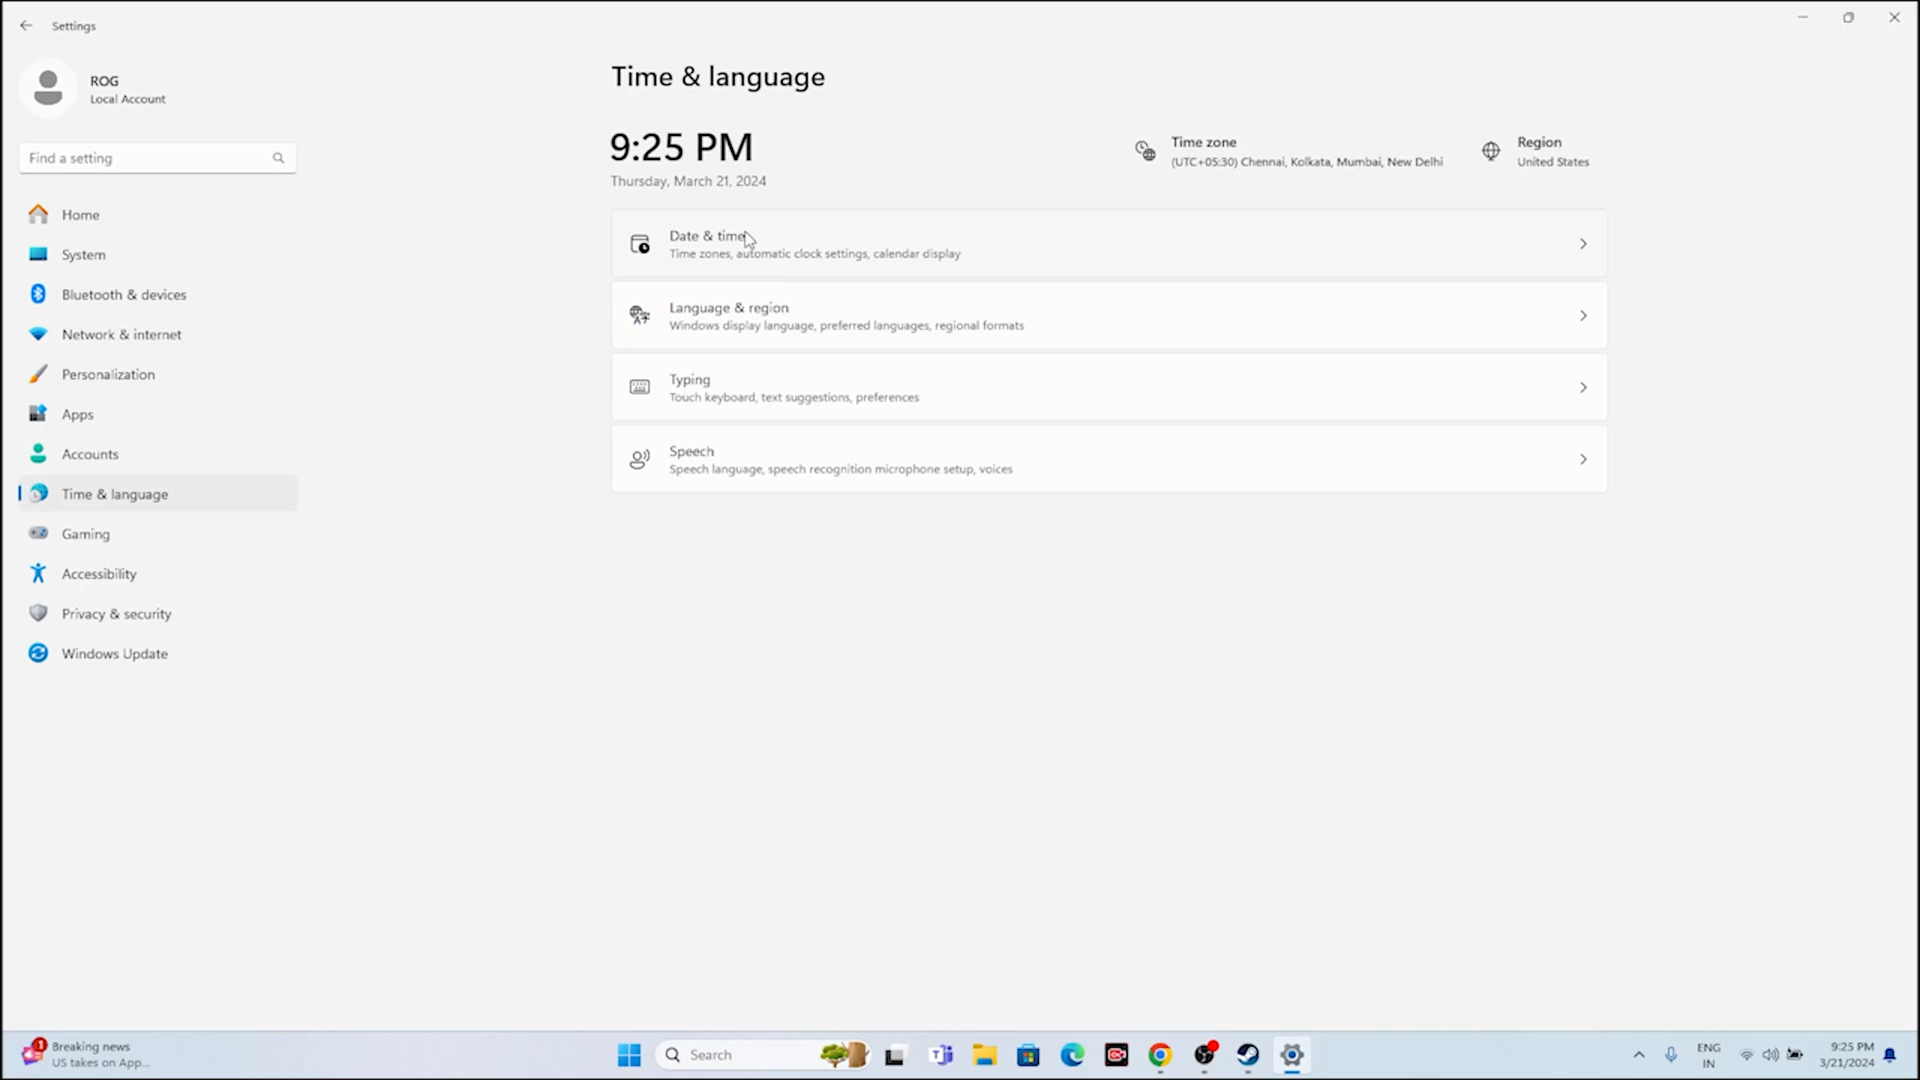 Settings
ROG
Local Account
Find a setting
Home
System
Bluetooth & devices
Network & internet
Personalization
Apps
Accounts
Time & language
Gaming
Accessibility
Privacy & security
Windows Update
Time & language
9:25 PM
Thursday, March 21, 2024
Time zone
(UTC+05:30) Chennai, Kolkata, Mumbai, New Delhi
Region
United States
Date & time
Time zones, automatic clock settings, calendar display
Language & region
Windows display language, preferred languages, regional formats
Typing
Touch keyboard, text suggestions, preferences
Speech
Speech language, speech recognition microphone setup, voices
1
Breaking news
US takes on App...
Search
ENG
IN
9:25 PM
3/21/2024